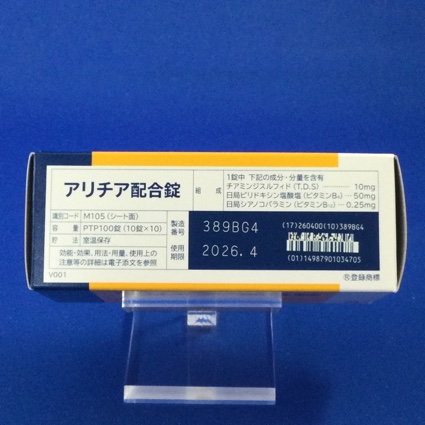 アリチア配合錠
組成
1錠中 下記の成分・分量を含有
チアミンジスルフィド(T.D.S) 10mg
日局ピリドキシン塩酸塩(ビタミンB₆) 50mg
日局シアノコバラミン(ビタミンB₁₂) 0.25mg
識別コード M105(シート面)
容量 PTP100錠(10錠×10)
貯法 室温保存
効能・効果、用法・用量、使用上の
注意等の詳細は電子添文を参照
製造番号 389BG4
使用期限 2026.4
(17)260400(10)389BG4
(01)14987901034705
V001
Ⓡ登録商標